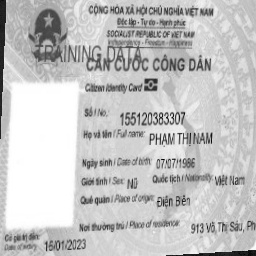 CỘNG HÒA XÃ HỘI CHỦ NGHĨA VIỆT NAM
Độc lập - Tự do - Hạnh phúc
SOCIALIST REPUBLIC OF VIET NAM
Independence - Freedom - Happiness
TRAINING DATA
CĂN CƯỚC CÔNG DÂN
Citizen Identity Card
Số / No.: 155120383307
Họ và tên / Full name:
PHẠM THỊ NAM
Ngày sinh / Date of birth: 07/07/1986
Giới tính / Sex: Nữ Quốc tịch / Nationality: Việt Nam
Quê quán / Place of origin:
Điện Biên
Nơi thường trú / Place of residence:
913 Võ Thị Sáu, Ph
Có giá trị đến: 16/01/2023
Date of expiry